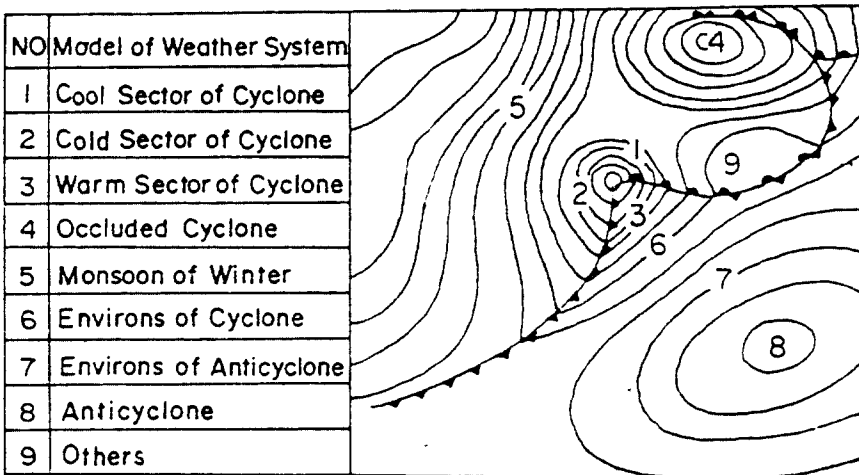 NO Model of Weather System
1 Cool Sector of Cyclone
2 Cold Sector of Cyclone
3 Warm Sector of Cyclone
4 Occluded Cyclone
5 Monsoon of Winter
6 Environs of Cyclone
7 Environs of Anticyclone
8 Anticyclone
9 Others
C4
5
1
9
2
3
6
7
8